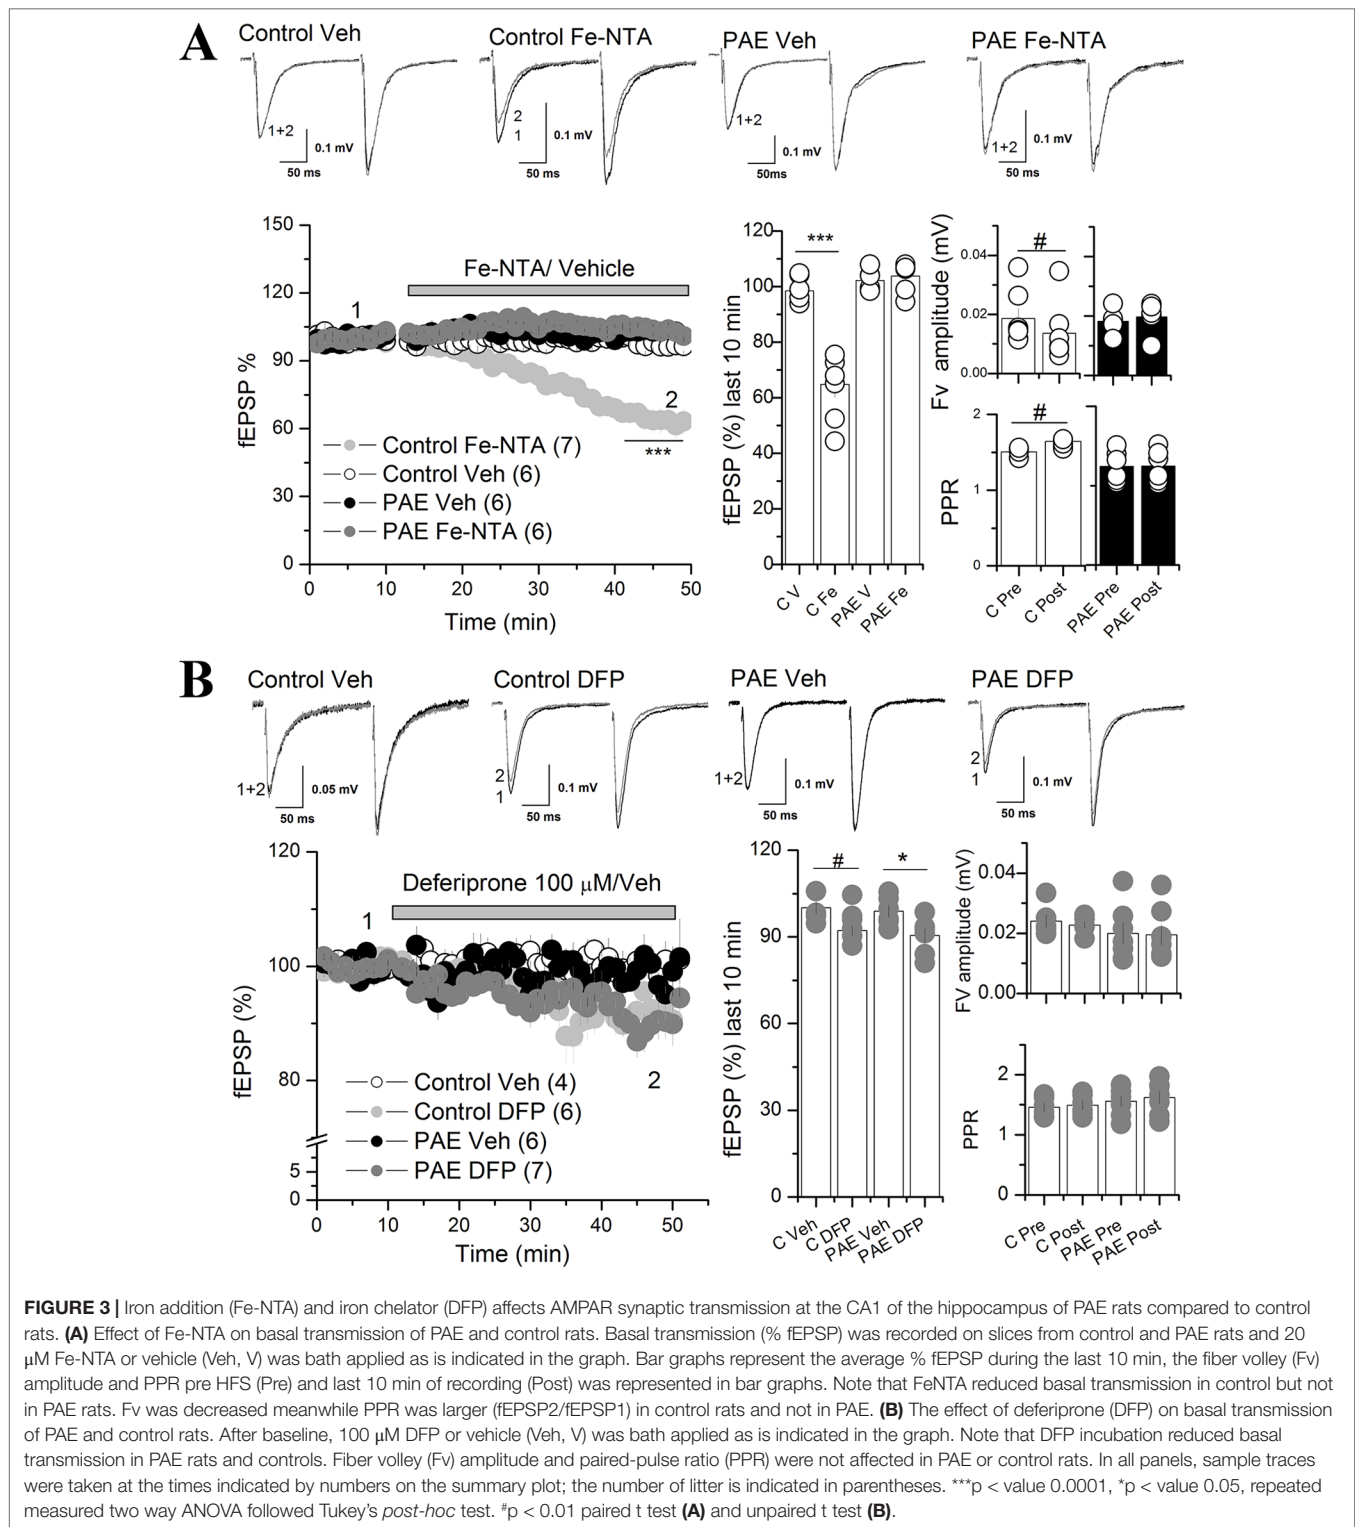 A
Control Veh
Control Fe-NTA
PAE Veh
PAE Fe-NTA
1+2
0.1 mV
50 ms
2
1
0.1 mV
50 ms
1+2
0.1 mV
50ms
1+2
0.1 mV
50 ms
fEPSP %
150
120
90
60
30
0
Fe-NTA/ Vehicle
1
2
***
Control Fe-NTA (7)
Control Veh (6)
PAE Veh (6)
PAE Fe-NTA (6)
0 10 20 30 40 50
Time (min)
fEPSP (%) last 10 min
120
100
80
60
40
20
0
***
C V
C Fe
PAE V
PAE Fe
Fv amplitude (mV)
0.04
0.02
0.00
#
PPR
2
1
0
#
C Pre
C Post
PAE Pre
PAE Post
B
Control Veh
Control DFP
PAE Veh
PAE DFP
1+2
0.05 mV
50 ms
2
1
0.1 mV
50 ms
1+2
0.1 mV
50 ms
2
1
0.1 mV
50 ms
fEPSP (%)
120
100
80
5
0
Deferiprone 100 µM/Veh
1
2
Control Veh (4)
Control DFP (6)
PAE Veh (6)
PAE DFP (7)
0 10 20 30 40 50
Time (min)
fEPSP (%) last 10 min
120
90
60
30
0
#
*
C Veh
C DFP
PAE Veh
PAE DFP
FV amplitude (mV)
0.04
0.02
0.00
PPR
2
1
0
C Pre
C Post
PAE Pre
PAE Post
FIGURE 3 | Iron addition (Fe-NTA) and iron chelator (DFP) affects AMPAR synaptic transmission at the CA1 of the hippocampus of PAE rats compared to control
rats. (A) Effect of Fe-NTA on basal transmission of PAE and control rats. Basal transmission (% fEPSP) was recorded on slices from control and PAE rats and 20
µM Fe-NTA or vehicle (Veh, V) was bath applied as is indicated in the graph. Bar graphs represent the average % fEPSP during the last 10 min, the fiber volley (Fv)
amplitude and PPR pre HFS (Pre) and last 10 min of recording (Post) was represented in bar graphs. Note that FeNTA reduced basal transmission in control but not
in PAE rats. Fv was decreased meanwhile PPR was larger (fEPSP2/fEPSP1) in control rats and not in PAE. (B) The effect of deferiprone (DFP) on basal transmission
of PAE and control rats. After baseline, 100 µM DFP or vehicle (Veh, V) was bath applied as is indicated in the graph. Note that DFP incubation reduced basal
transmission in PAE rats and controls. Fiber volley (Fv) amplitude and paired-pulse ratio (PPR) were not affected in PAE or control rats. In all panels, sample traces
were taken at the times indicated by numbers on the summary plot; the number of litter is indicated in parentheses. ***p < value 0.0001, *p < value 0.05, repeated
measured two way ANOVA followed Tukey's post-hoc test. #p < 0.01 paired t test (A) and unpaired t test (B).